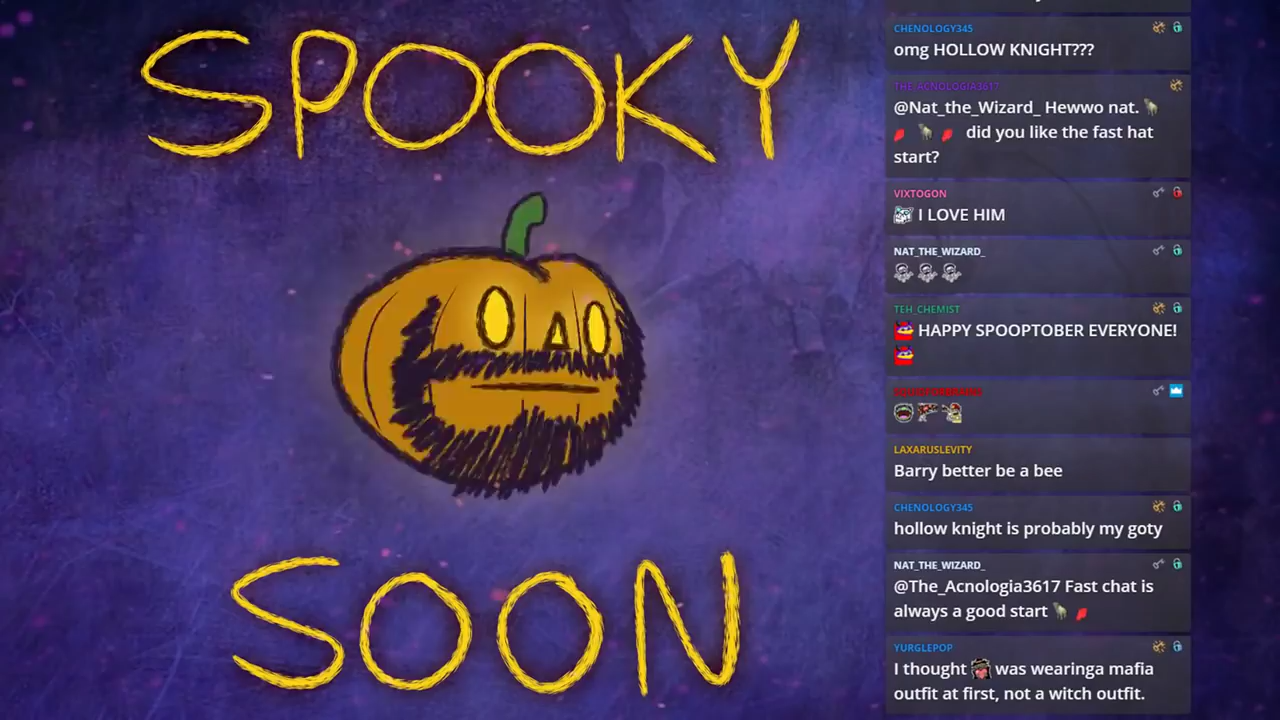 SPOOKY
SOON
CHENOLOGY345
omg HOLLOW KNIGHT???
THE_ACNOLOGIA3617
@Nat_the_Wizard_ Hewwo nat.
did you like the fast hat
start?
VIXTOGON
I LOVE HIM
NAT_THE_WIZARD_
TEH_CHEMIST
HAPPY SPOOPTOBER EVERYONE!
LAXARUSLEVITY
Barry better be a bee
CHENOLOGY345
hollow knight is probably my goty
NAT_THE_WIZARD_
@The_Acnologia3617 Fast chat is
always a good start
YURGLEPOP
I thought was wearinga mafia
outfit at first, not a witch outfit.